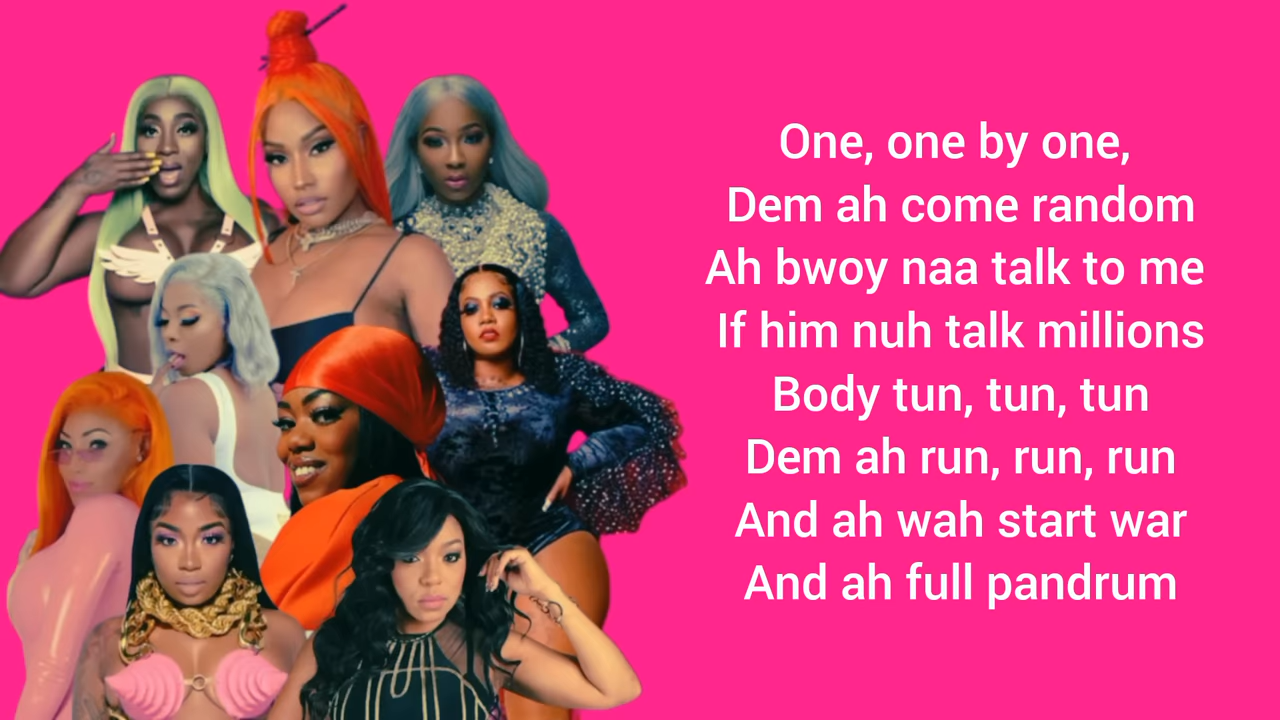 One, one by one,
Dem ah come random
Ah bwoy naa talk to me
If him nuh talk millions
Body tun, tun, tun
Dem ah run, run, run
And ah wah start war
And ah full pandrum